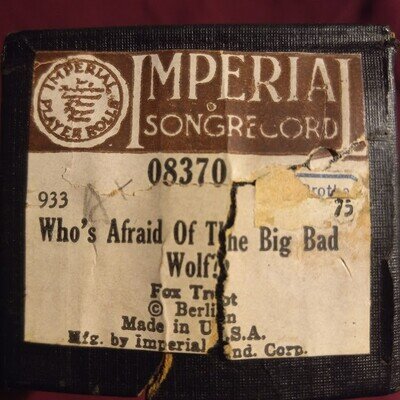 IMPERIAL
PLAYER ROLLS
IMPERIAL
SONGRECORD
08370
933
75
Who's Afraid Of The Big Bad
Wolf?
Fox Trot
© Berlin
Made in U.S.A.
Mfg. by Imperial Ind. Corp.